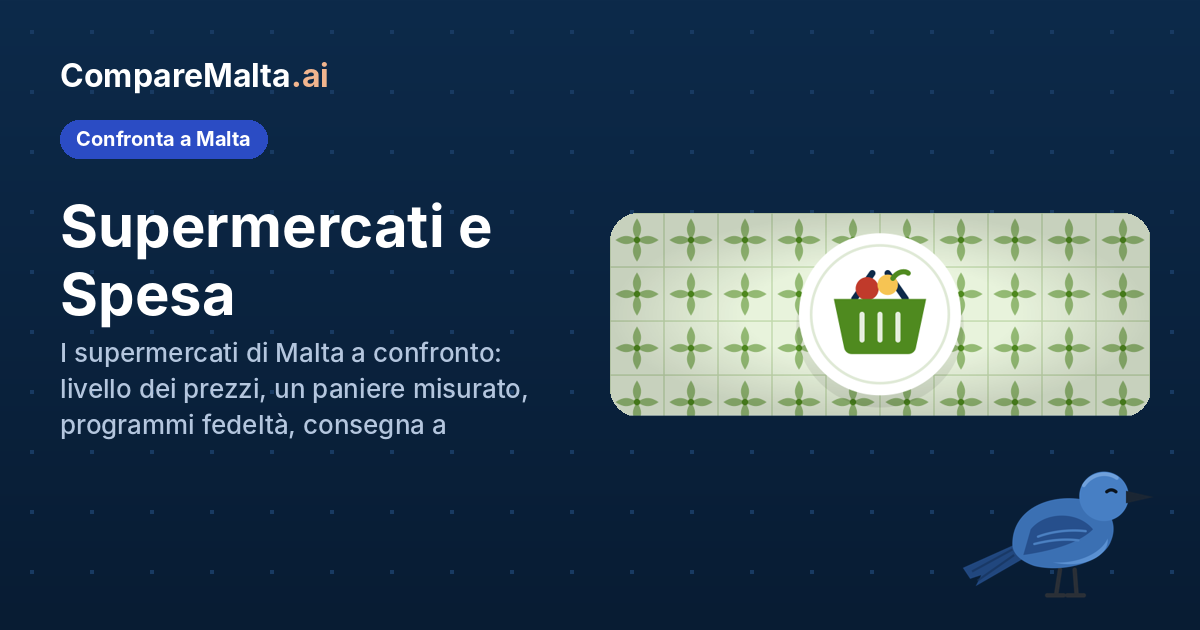 CompareMalta.ai
Confronta a Malta
Supermercati e
Spesa
I supermercati di Malta a confronto:
livello dei prezzi, un paniere misurato,
programmi fedeltà, consegna a